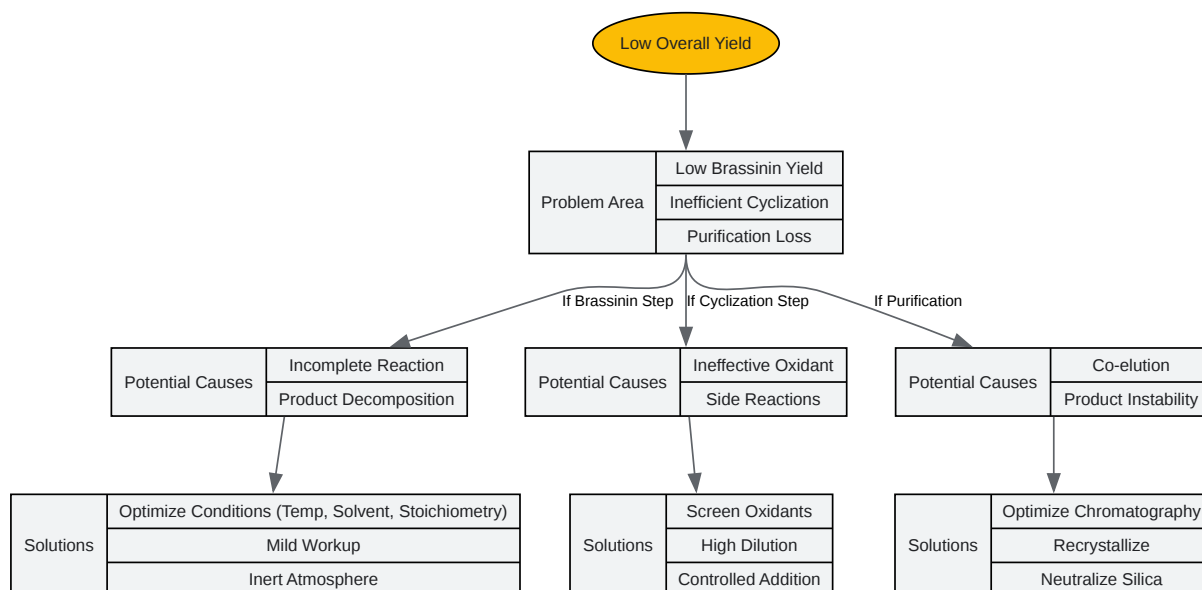 Low Overall Yield
Problem Area
Low Brassinin Yield
Inefficient Cyclization
Purification Loss
If Brassinin Step
If Cyclization Step
If Purification
Potential Causes
Incomplete Reaction
Product Decomposition
Potential Causes
Ineffective Oxidant
Side Reactions
Potential Causes
Co-elution
Product Instability
Solutions
Optimize Conditions (Temp, Solvent, Stoichiometry)
Mild Workup
Inert Atmosphere
Solutions
Screen Oxidants
High Dilution
Controlled Addition
Solutions
Optimize Chromatography
Recrystallize
Neutralize Silica